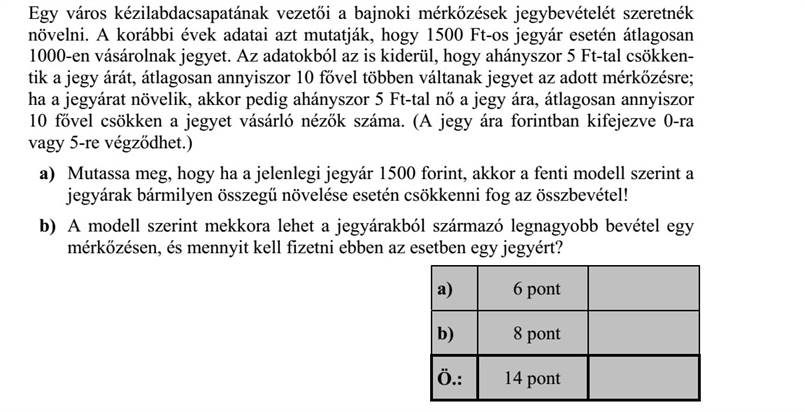 Egy város kézilabdacsapatának vezetői a bajnoki mérkőzések jegybevételét szeretnék
növelni. A korábbi évek adatai azt mutatják, hogy 1500 Ft-os jegyár esetén átlagosan
1000-en vásárolnak jegyet. Az adatokból az is kiderül, hogy ahányszor 5 Ft-tal csökken-
tik a jegy árát, átlagosan annyiszor 10 fővel többen váltanak jegyet az adott mérkőzésre;
ha a jegyárat növelik, akkor pedig ahányszor 5 Ft-tal nő a jegy ára, átlagosan annyiszor
10 fővel csökken a jegyet vásárló nézők száma. (A jegy ára forintban kifejezve 0-ra
vagy 5-re végződhet.)
a) Mutassa meg, hogy ha a jelenlegi jegyár 1500 forint, akkor a fenti modell szerint a
jegyárak bármilyen összegű növelése esetén csökkenni fog az összbevétel!
b) A modell szerint mekkora lehet a jegyárakból származó legnagyobb bevétel egy
mérkőzésen, és mennyit kell fizetni ebben az esetben egy jegyért?
a) 6 pont
b) 8 pont
Ö.: 14 pont